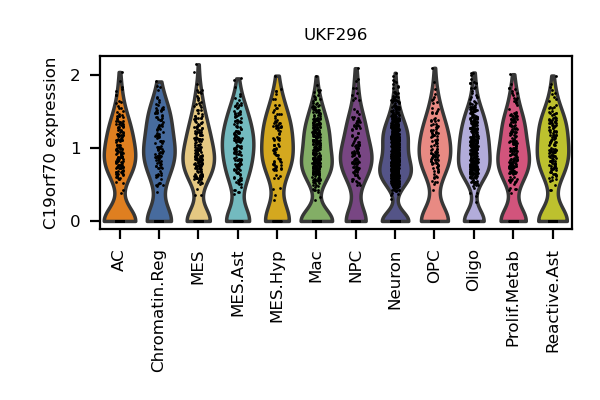 UKF296
C19orf70 expression
2
1
0
AC
Chromatin.Reg
MES
MES.Ast
MES.Hyp
Mac
NPC
Neuron
OPC
Oligo
Prolif.Metab
Reactive.Ast